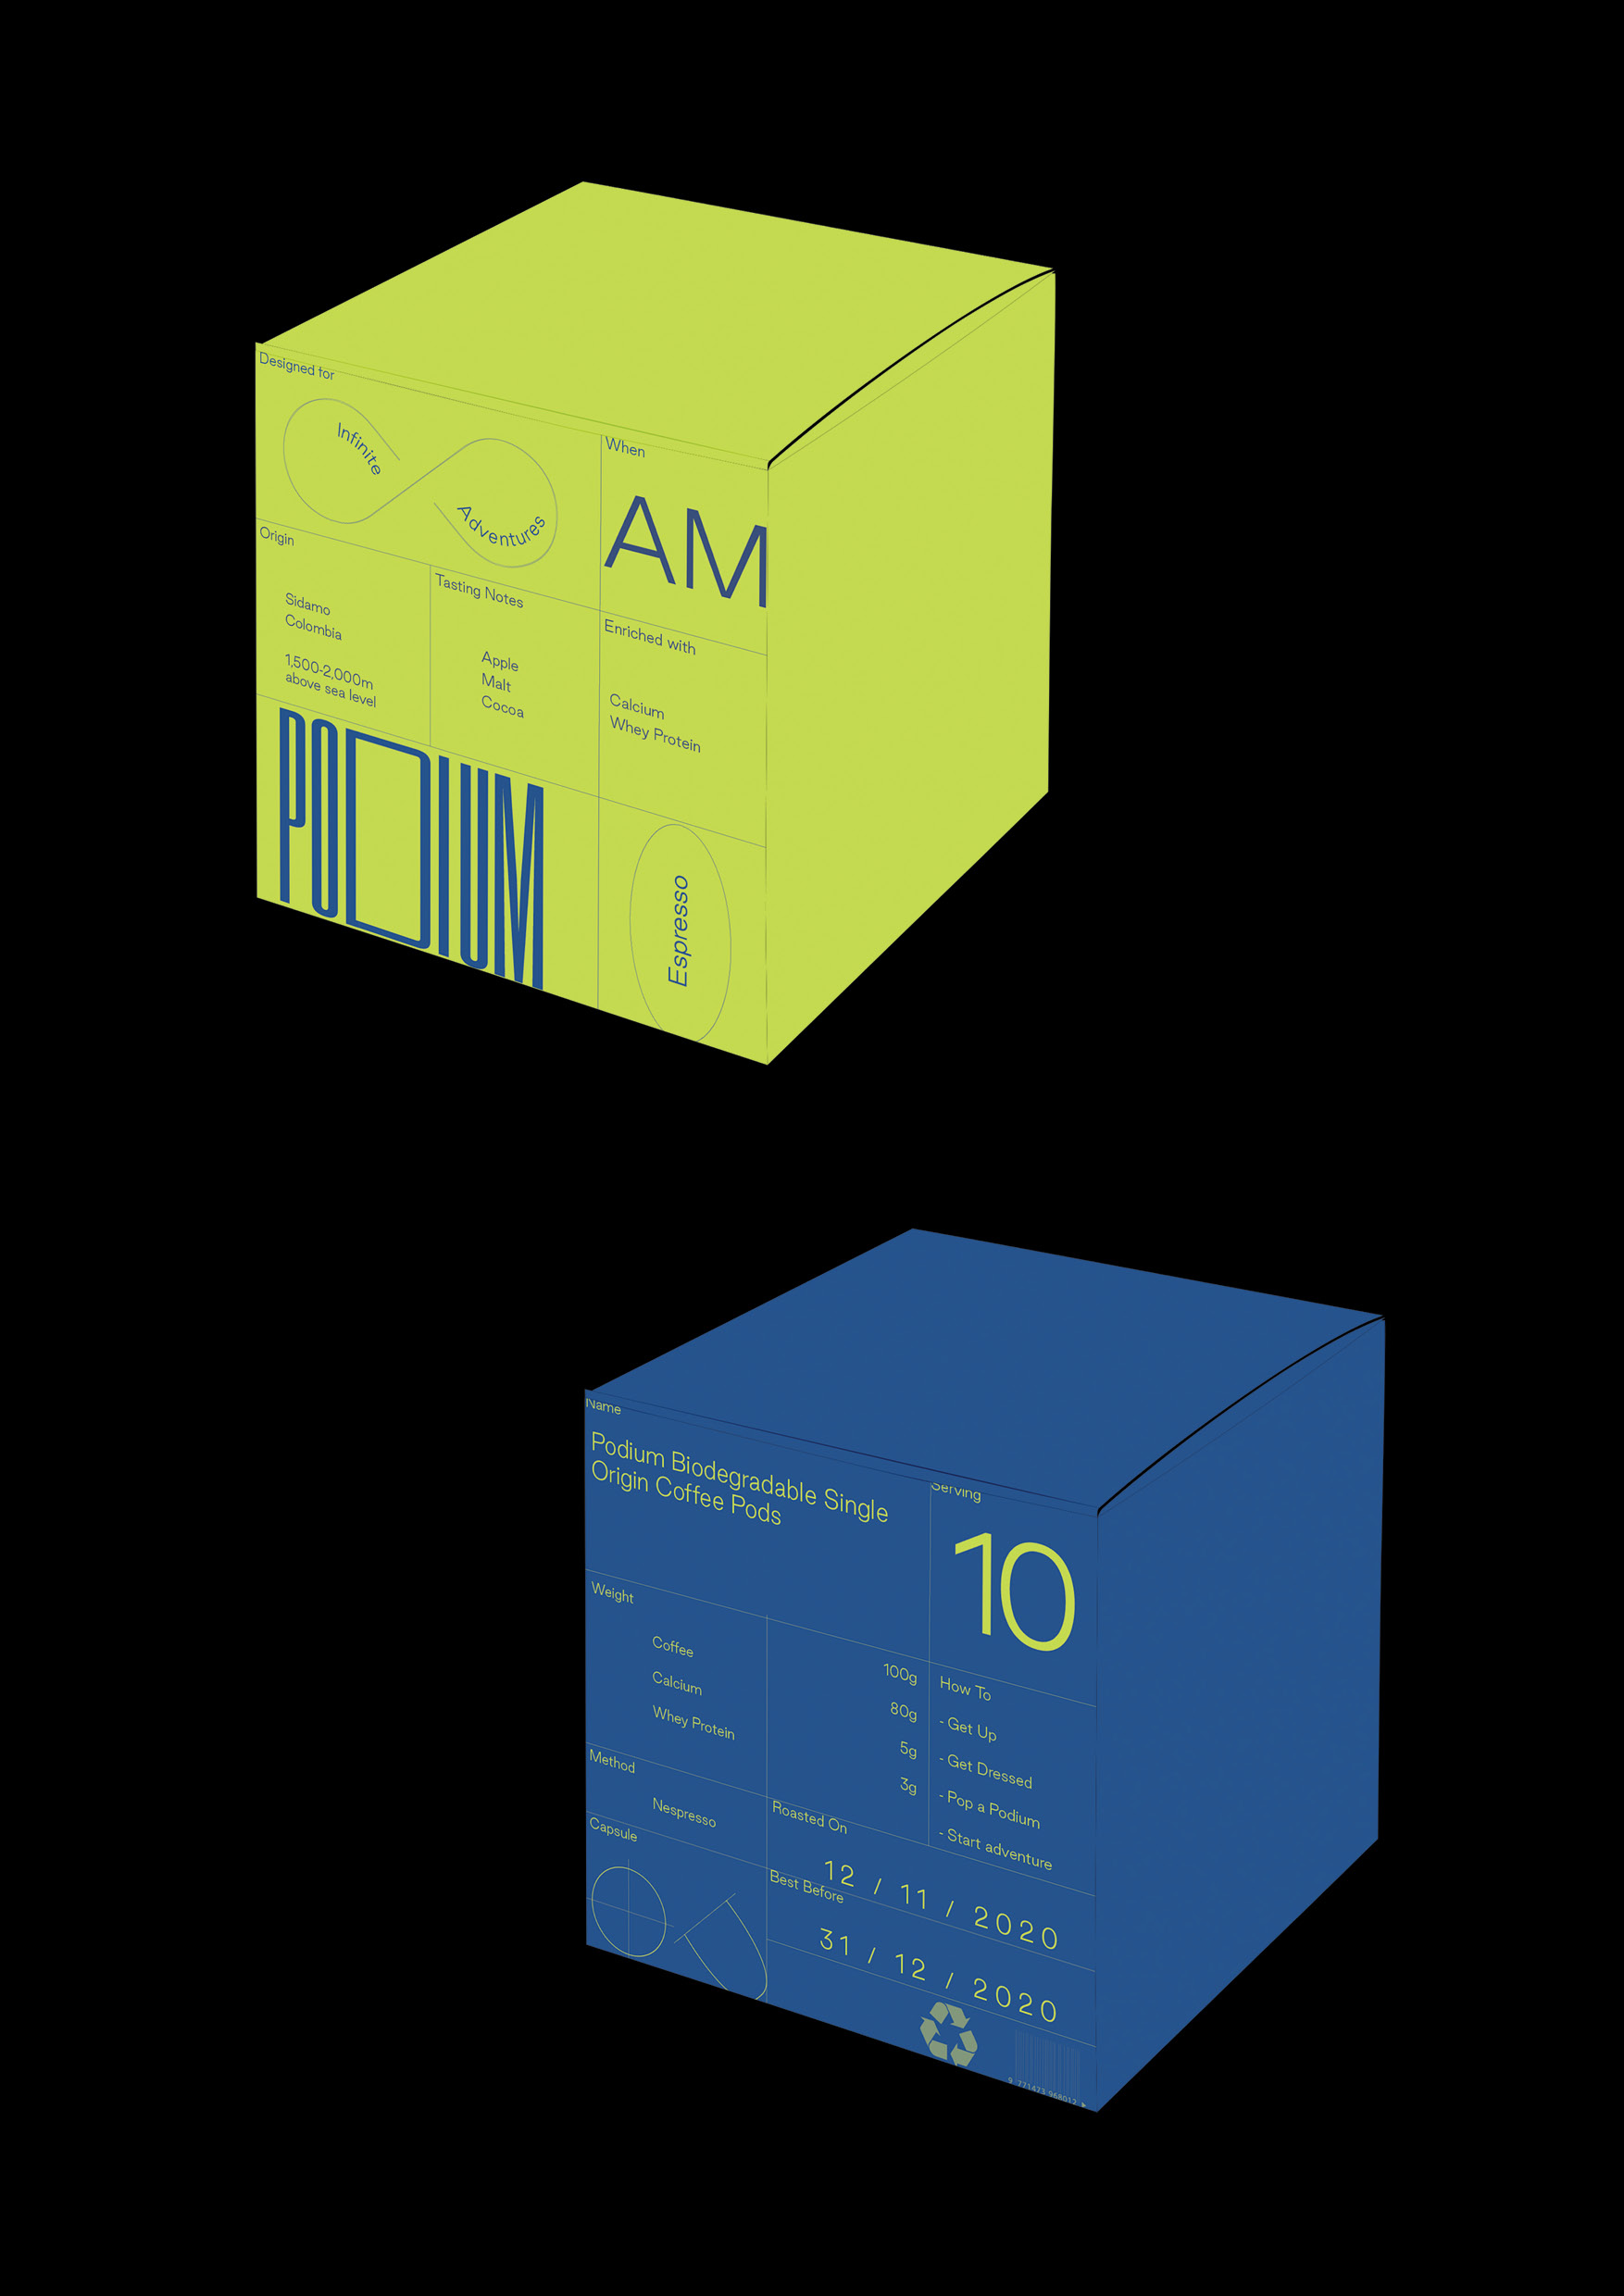 Designed for
Infinite
Adventures
When
AM
Origin
Sidamo
Colombia
1,500-2,000m
above sea level
Tasting Notes
Apple
Malt
Cocoa
Enriched with
Calcium
Whey Protein
PODIUM
Espresso
Name
Podium Biodegradable Single
Origin Coffee Pods
Serving
10
Weight
Coffee
Calcium
Whey Protein
100g
80g
5g
3g
How To
- Get Up
- Get Dressed
- Pop a Podium
- Start adventure
Method
Nespresso
Roasted On
12 / 11 / 2020
Capsule
Best Before
31 / 12 / 2020
9 771473 968012